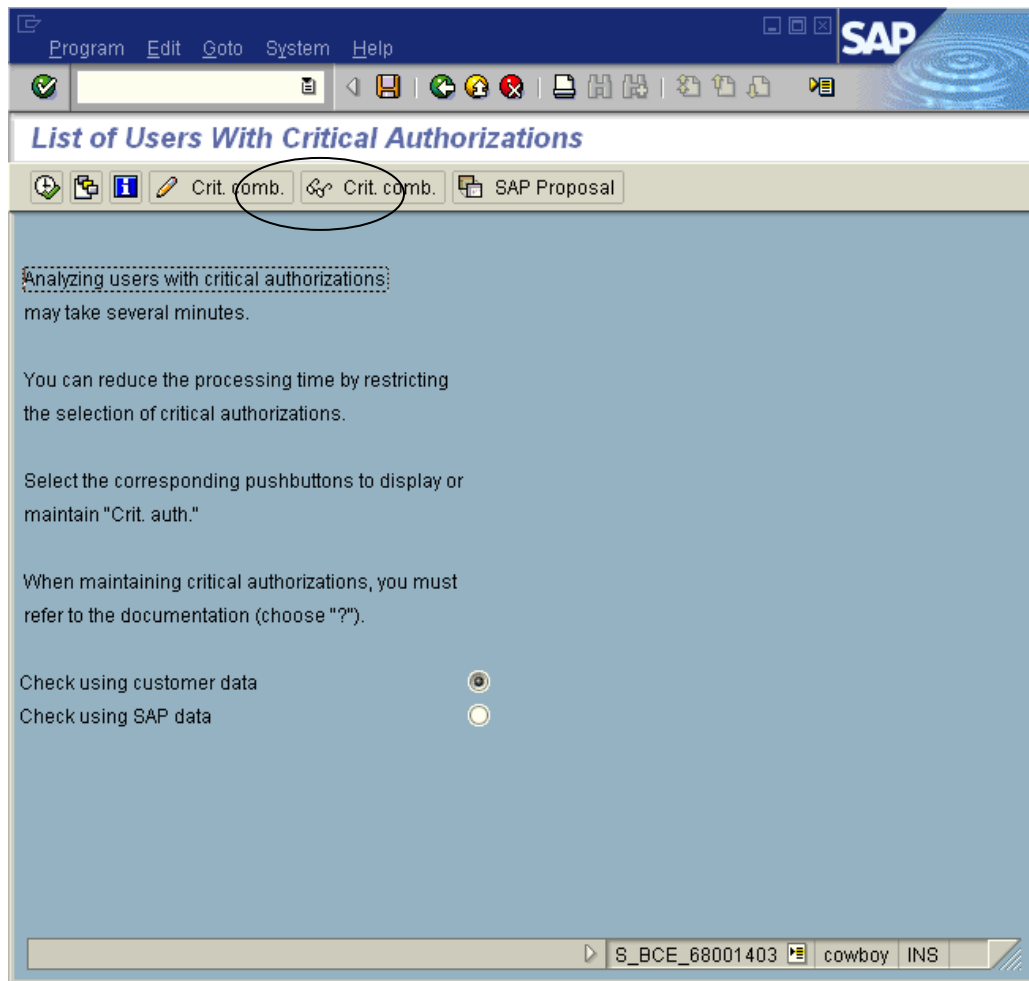 Program Edit Goto System Help
SAP
List of Users With Critical Authorizations
Crit. comb. Crit. comb. SAP Proposal
Analyzing users with critical authorizations
may take several minutes.
You can reduce the processing time by restricting
the selection of critical authorizations.
Select the corresponding pushbuttons to display or
maintain "Crit. auth."
When maintaining critical authorizations, you must
refer to the documentation (choose "?").
Check using customer data
Check using SAP data
S_BCE_68001403 cowboy INS